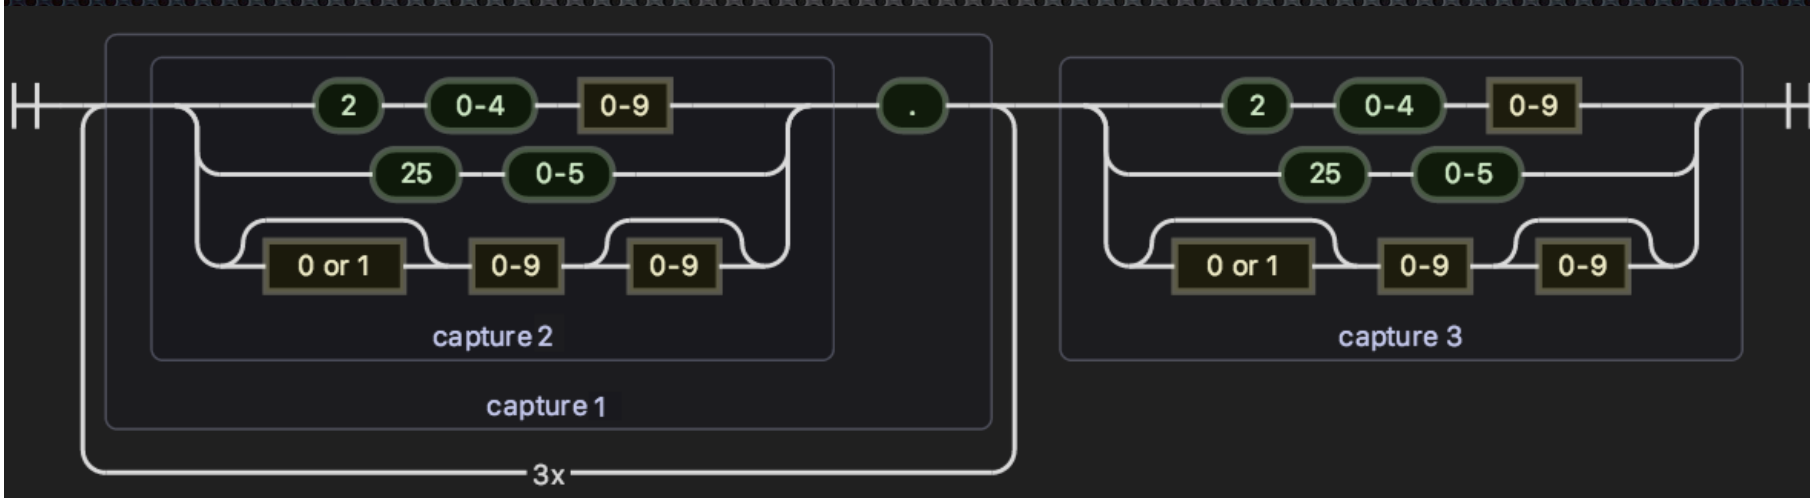 2 0-4 0-9 . 2 0-4 0-9
25 0-5 25 0-5
0 or 1 0-9 0-9 0 or 1 0-9 0-9
capture 2 capture 3
capture 1
3x